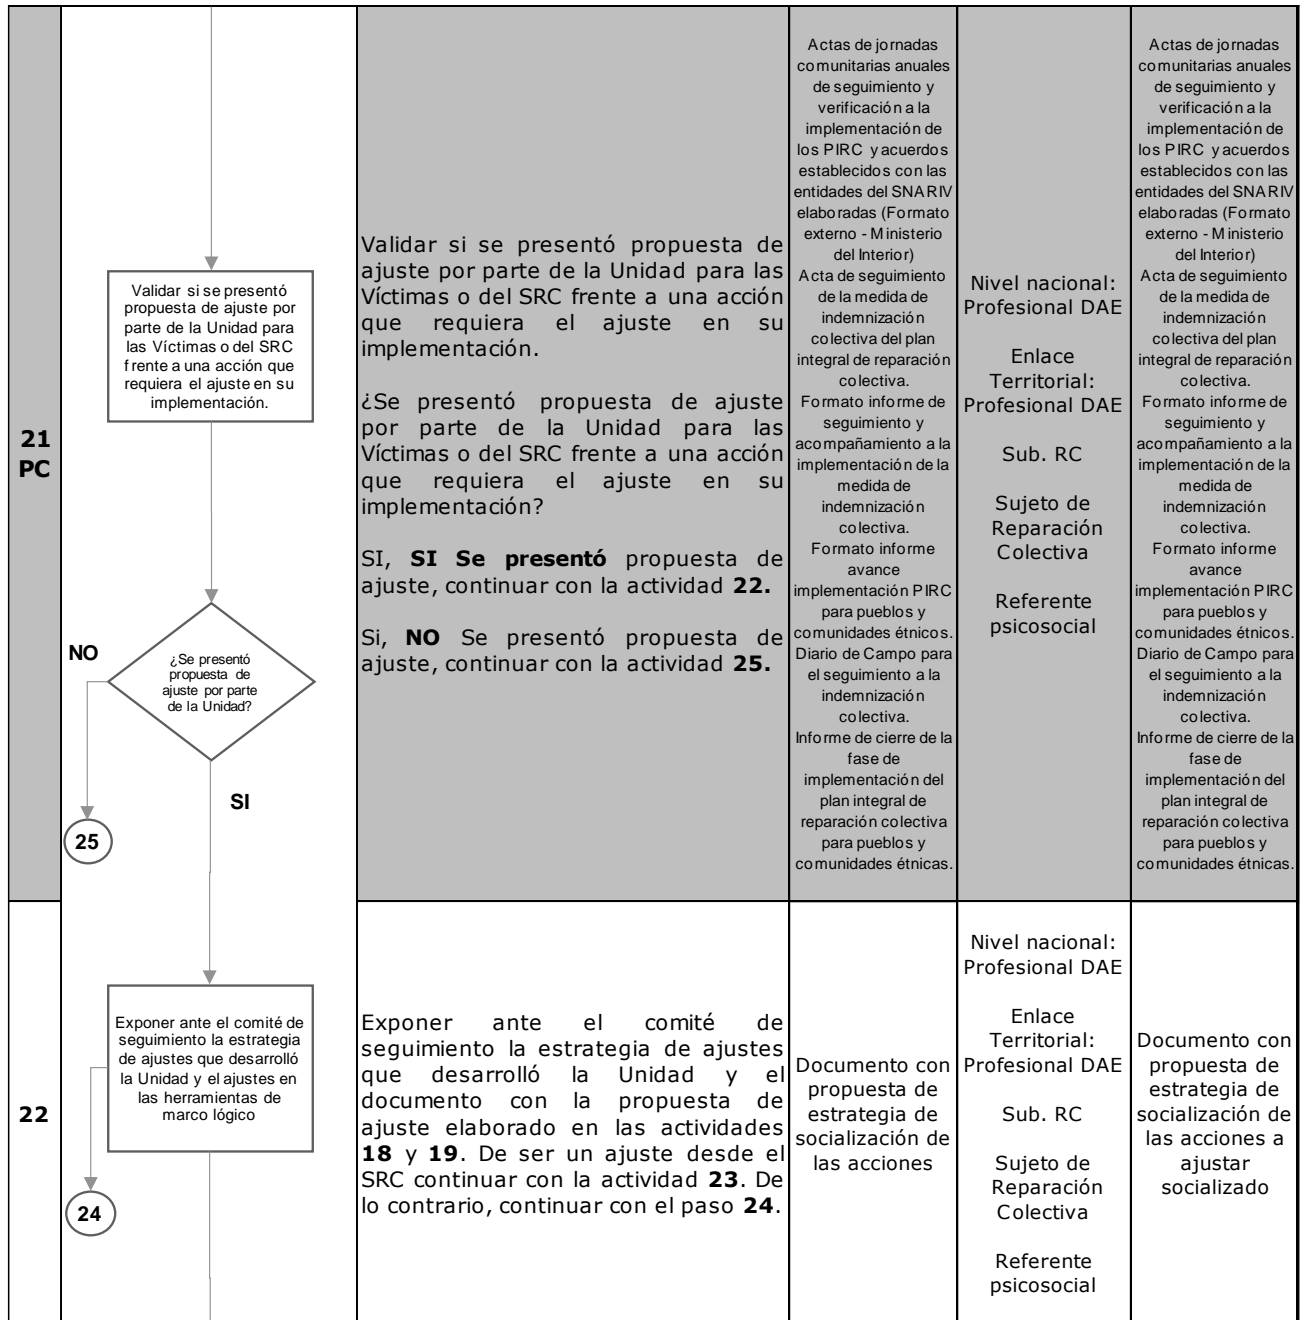 21
PC
Validar si se presentó
propuesta de ajuste por
parte de la Unidad para
las Víctimas o del SRC
frente a una acción que
requiera el ajuste en su
implementación.
NO
¿Se presentó
propuesta de
ajuste por parte
de la Unidad?
SI
25
Validar si se presentó propuesta de
ajuste por parte de la Unidad para las
Víctimas o del SRC frente a una acción
que requiera el ajuste en su
implementación.
¿Se presentó propuesta de ajuste
por parte de la Unidad para las
Víctimas o del SRC frente a una acción
que requiera el ajuste en su
implementación?
SI, SI Se presentó propuesta de
ajuste, continuar con la actividad 22.
Si, NO Se presentó propuesta de
ajuste, continuar con la actividad 25.
Actas de jornadas
comunitarias anuales
de seguimiento y
verificación a la
implementación de
los PIRC y acuerdos
establecidos con las
entidades del SNARIV
elaboradas (Formato
externo - Ministerio
del Interior)
Acta de seguimiento
de la medida de
indemnización
colectiva del plan
integral de reparación
colectiva.
Formato informe de
seguimiento y
acompañamiento a la
implementación de la
medida de
indemnización
colectiva.
Formato informe
avance
implementación PIRC
para pueblos y
comunidades étnicos.
Diario de Campo para
el seguimiento a la
indemnización
colectiva.
Informe de cierre de la
fase de
implementación del
plan integral de
reparación colectiva
para pueblos y
comunidades étnicas.
Nivel nacional:
Profesional DAE
Enlace
Territorial:
Profesional DAE
Sub. RC
Sujeto de
Reparación
Colectiva
Referente
psicosocial
Actas de jornadas
comunitarias anuales
de seguimiento y
verificación a la
implementación de
los PIRC y acuerdos
establecidos con las
entidades del SNARIV
elaboradas (Formato
externo - Ministerio
del Interior)
Acta de seguimiento
de la medida de
indemnización
colectiva del plan
integral de reparación
colectiva.
Formato informe de
seguimiento y
acompañamiento a la
implementación de la
medida de
indemnización
colectiva.
Formato informe
avance
implementación PIRC
para pueblos y
comunidades étnicos.
Diario de Campo para
el seguimiento a la
indemnización
colectiva.
Informe de cierre de la
fase de
implementación del
plan integral de
reparación colectiva
para pueblos y
comunidades étnicas.
22
Exponer ante el comité de
seguimiento la estrategia
de ajustes que desarrolló
la Unidad y el ajustes en
las herramientas de
marco lógico
24
Exponer ante el comité de
seguimiento la estrategia de ajustes
que desarrolló la Unidad y el
documento con la propuesta de
ajuste elaborado en las actividades
18 y 19. De ser un ajuste desde el
SRC continuar con la actividad 23. De
lo contrario, continuar con el paso 24.
Documento con
propuesta de
estrategia de
socialización de
las acciones
Nivel nacional:
Profesional DAE
Enlace
Territorial:
Profesional DAE
Sub. RC
Sujeto de
Reparación
Colectiva
Referente
psicosocial
Documento con
propuesta de
estrategia de
socialización de
las acciones a
ajustar
socializado